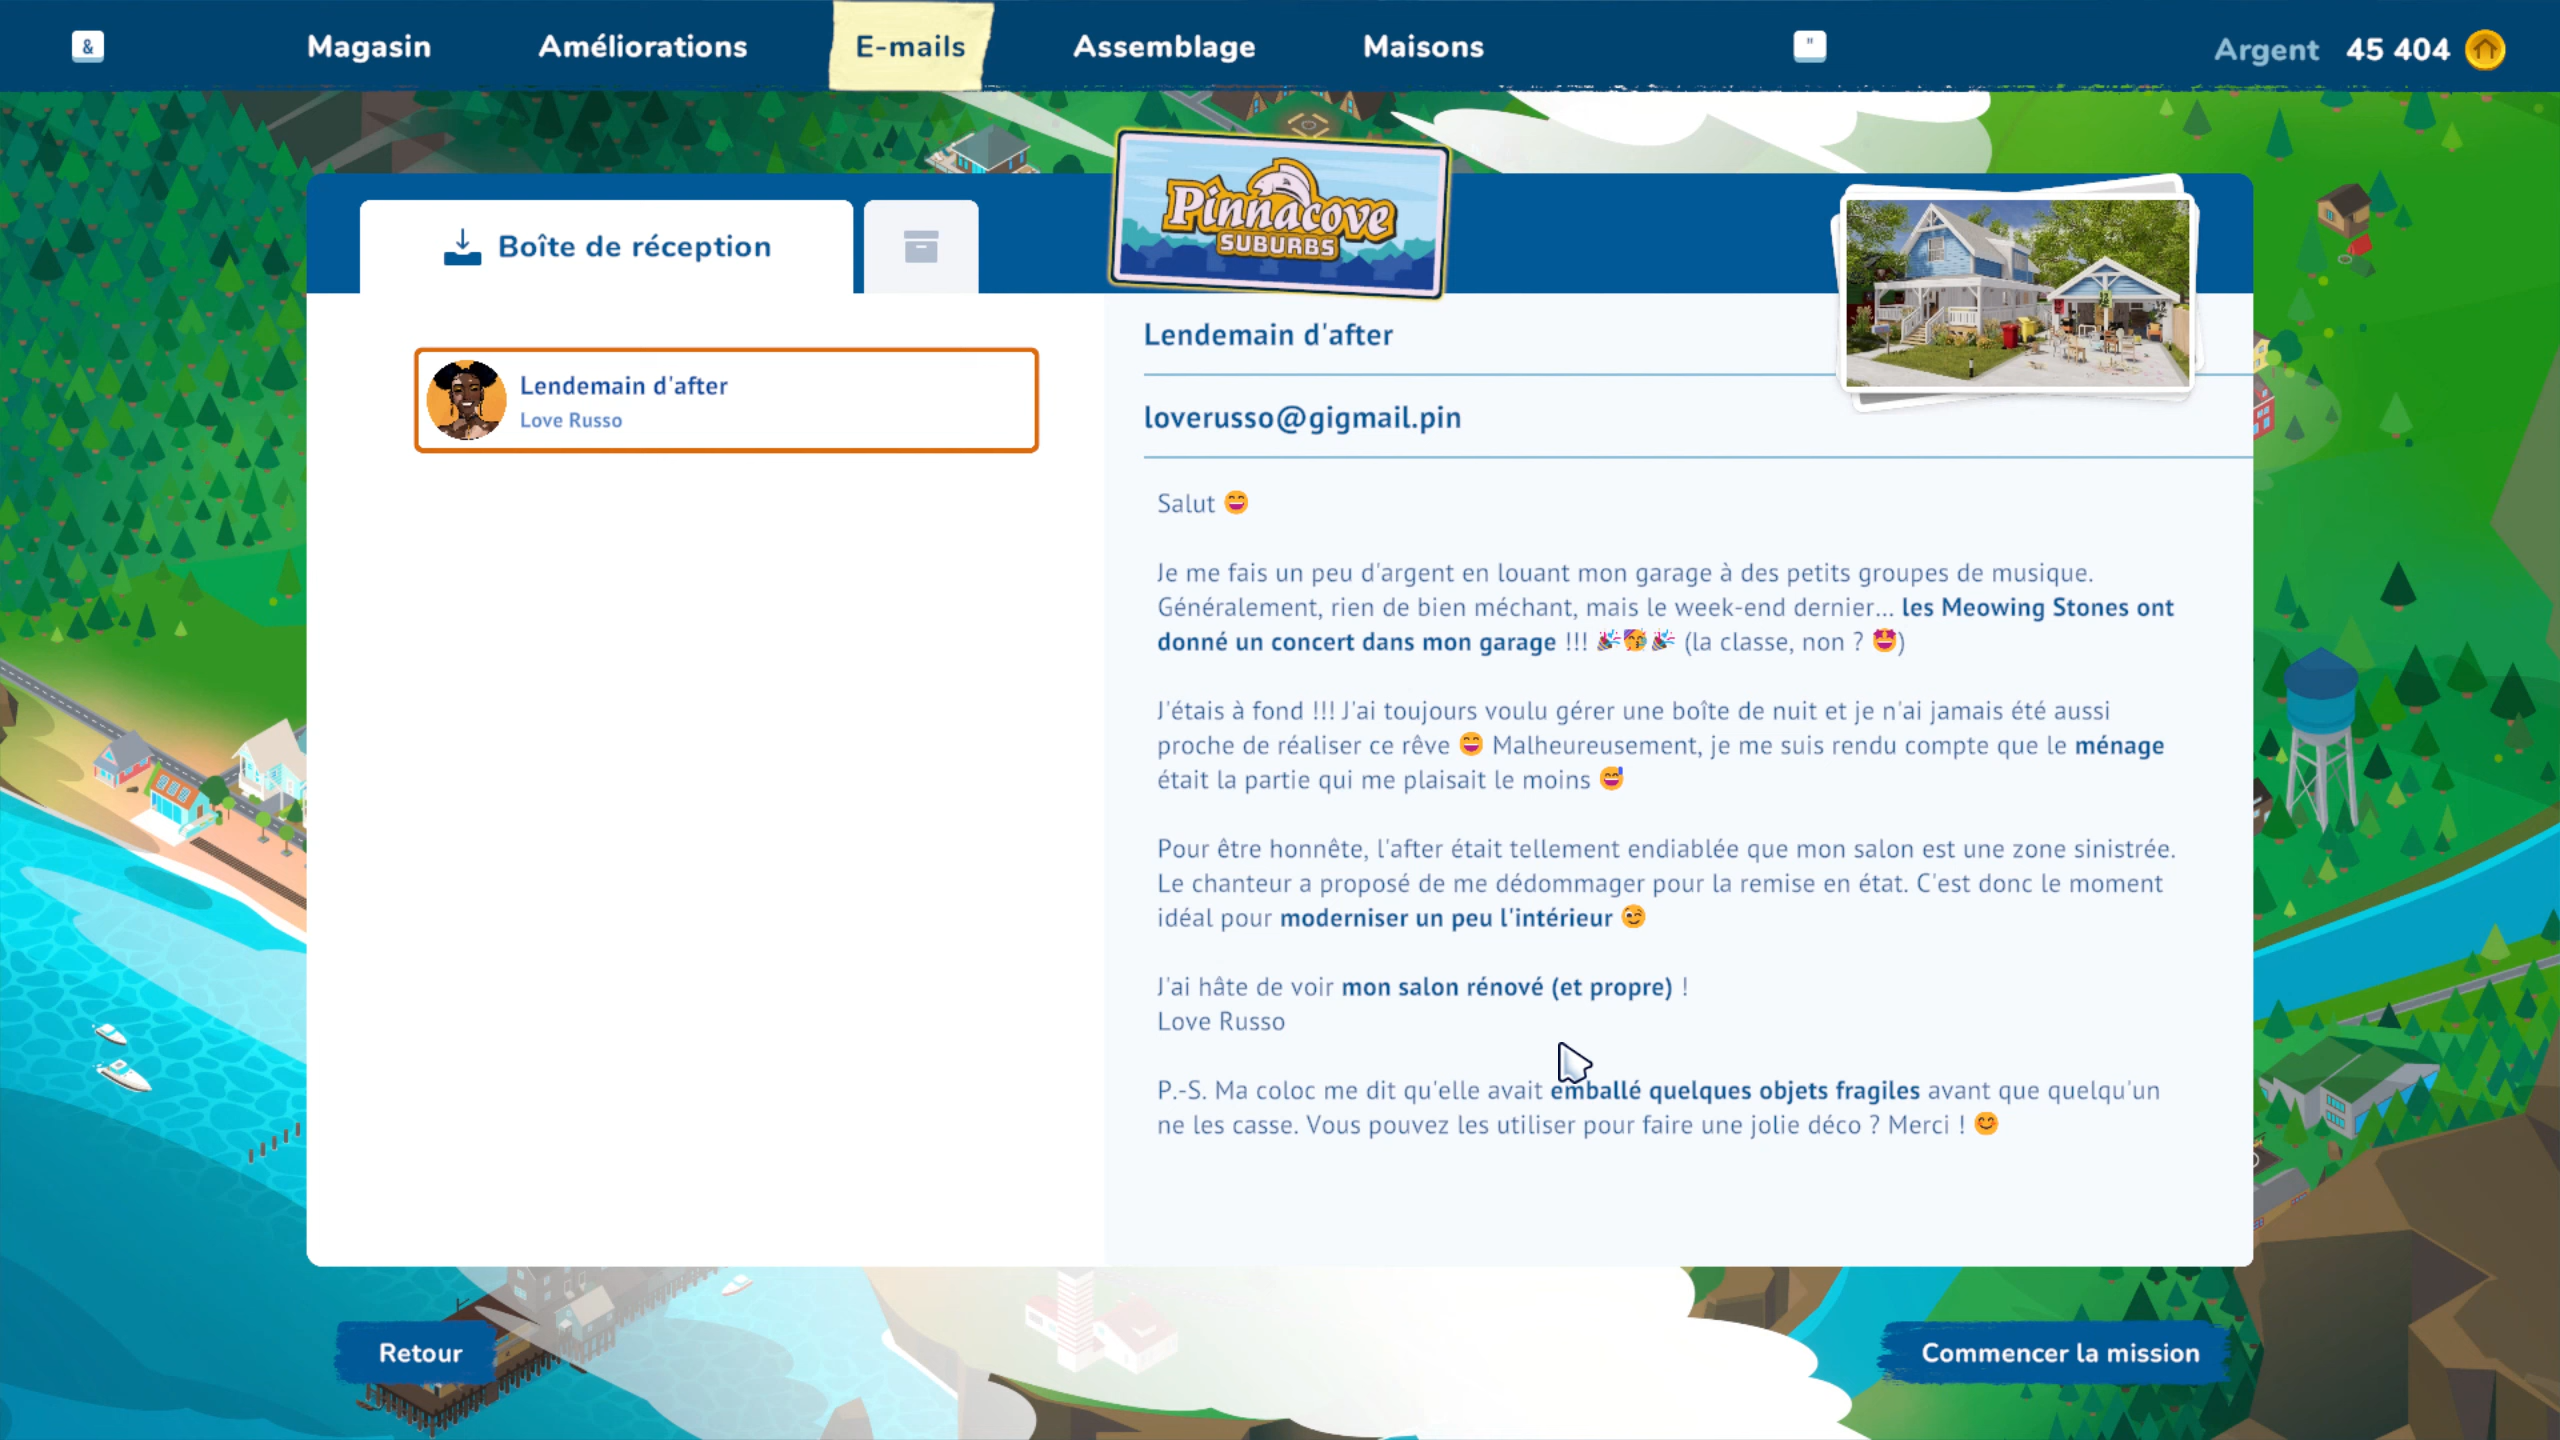 &
Magasin
Améliorations
E-mails
Assemblage
Maisons
"
Argent 45 404
Boîte de réception
Pinnacove
SUBURBS
Lendemain d'after
Love Russo
Lendemain d'after
loverusso@gigmail.pin
Salut 😄
Je me fais un peu d'argent en louant mon garage à des petits groupes de musique.
Généralement, rien de bien méchant, mais le week-end dernier... les Meowing Stones ont
donné un concert dans mon garage !!! 🎉🥳🎉 (la classe, non ? 🤩)
J'étais à fond !!! J'ai toujours voulu gérer une boîte de nuit et je n'ai jamais été aussi
proche de réaliser ce rêve 😄 Malheureusement, je me suis rendu compte que le ménage
était la partie qui me plaisait le moins 😅
Pour être honnête, l'after était tellement endiablée que mon salon est une zone sinistrée.
Le chanteur a proposé de me dédommager pour la remise en état. C'est donc le moment
idéal pour moderniser un peu l'intérieur 😉
J'ai hâte de voir mon salon rénové (et propre) !
Love Russo
P.-S. Ma coloc me dit qu'elle avait emballé quelques objets fragiles avant que quelqu'un
ne les casse. Vous pouvez les utiliser pour faire une jolie déco ? Merci ! 😊
Retour
Commencer la mission